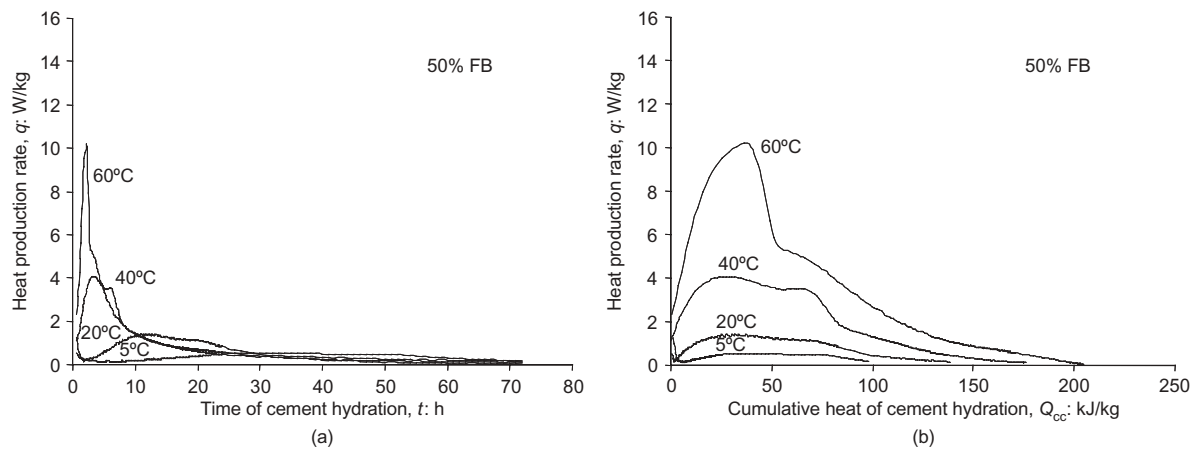 16
14
12
10
8
6
4
2
0
Heat production rate, q: W/kg
50% FB
60ºC
40ºC
20ºC
5ºC
0 10 20 30 40 50 60 70 80
Time of cement hydration, t: h
(a)
16
14
12
10
8
6
4
2
0
Heat production rate, q: W/kg
50% FB
60ºC
40ºC
20ºC
5ºC
0 50 100 150 200 250
Cumulative heat of cement hydration, Qcc: kJ/kg
(b)